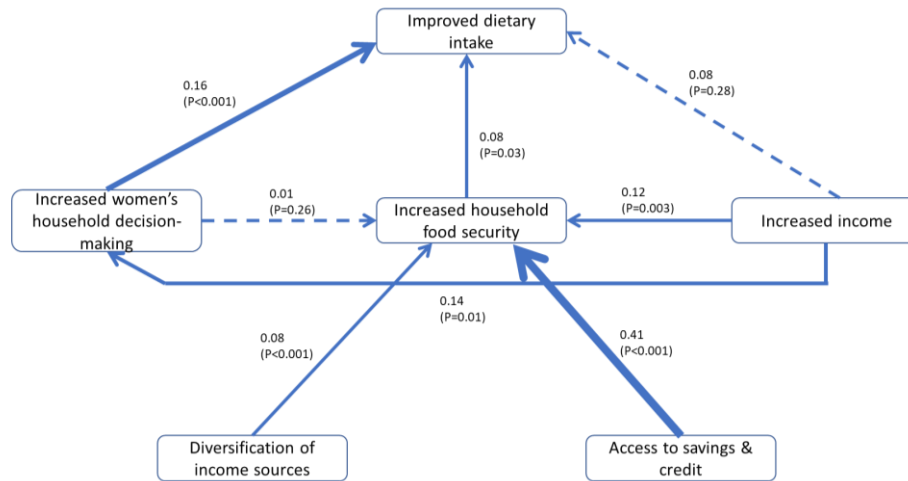 Improved dietary
intake
0.16
(P<0.001)
0.08
(P=0.28)
0.08
(P=0.03)
Increased women's
household decision-
making
0.01
(P=0.26)
Increased household
food security
0.12
(P=0.003)
Increased income
0.14
(P=0.01)
0.08
(P<0.001)
0.41
(P<0.001)
Diversification of
income sources
Access to savings &
credit